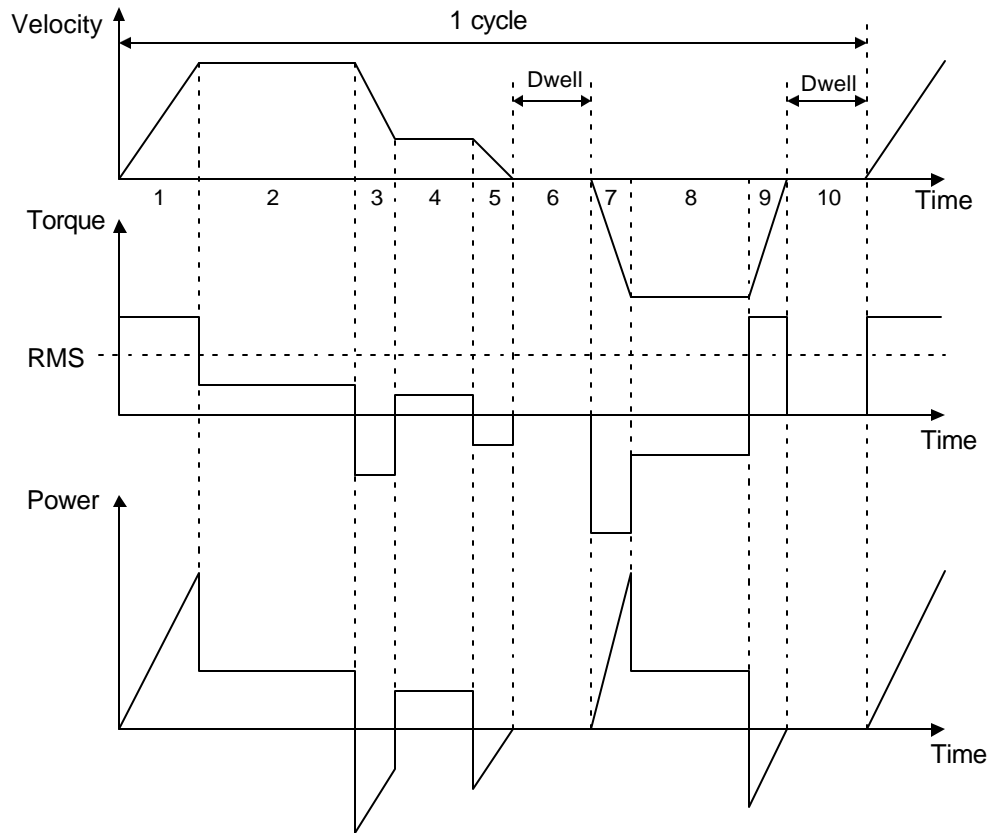 Velocity
1 cycle
Dwell
Dwell
1 2 3 4 5 6 7 8 9 10
Time
Torque
RMS
Time
Power
Time